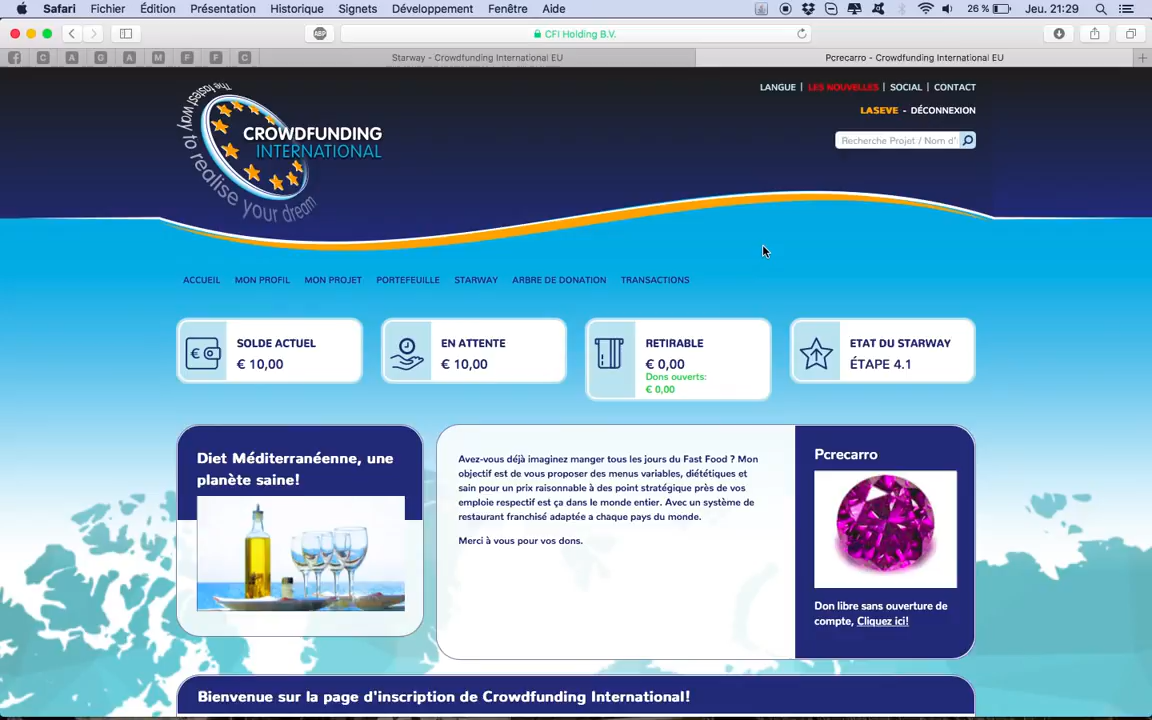 Safari Fichier Édition Présentation Historique Signets Développement Fenêtre Aide 26 % Jeu. 21:29
ABP CFI Holding B.V.
C A G A M F F C Starway - Crowdfunding International EU Pcrecarro - Crowdfunding International EU
The fastest way to realise your dream
CROWDFUNDING
INTERNATIONAL
LANGUE | LES NOUVELLES | SOCIAL | CONTACT
LASEVE - DÉCONNEXION
Recherche Projet / Nom d'
ACCUEIL MON PROFIL MON PROJET PORTEFEUILLE STARWAY ARBRE DE DONATION TRANSACTIONS
SOLDE ACTUEL
€ 10,00
EN ATTENTE
€ 10,00
RETIRABLE
€ 0,00
Dons ouverts:
€ 0,00
ETAT DU STARWAY
ÉTAPE 4.1
Diet Méditerranéenne, une
planète saine!
Avez-vous déjà imaginez manger tous les jours du Fast Food ? Mon
objectif est de vous proposer des menus variables, diététiques et
sain pour un prix raisonnable à des point stratégique près de vos
emploie respectif est ça dans le monde entier. Avec un système de
restaurant franchisé adaptée a chaque pays du monde.
Merci à vous pour vos dons.
Pcrecarro
Don libre sans ouverture de
compte, Cliquez ici!
Bienvenue sur la page d'inscription de Crowdfunding International!